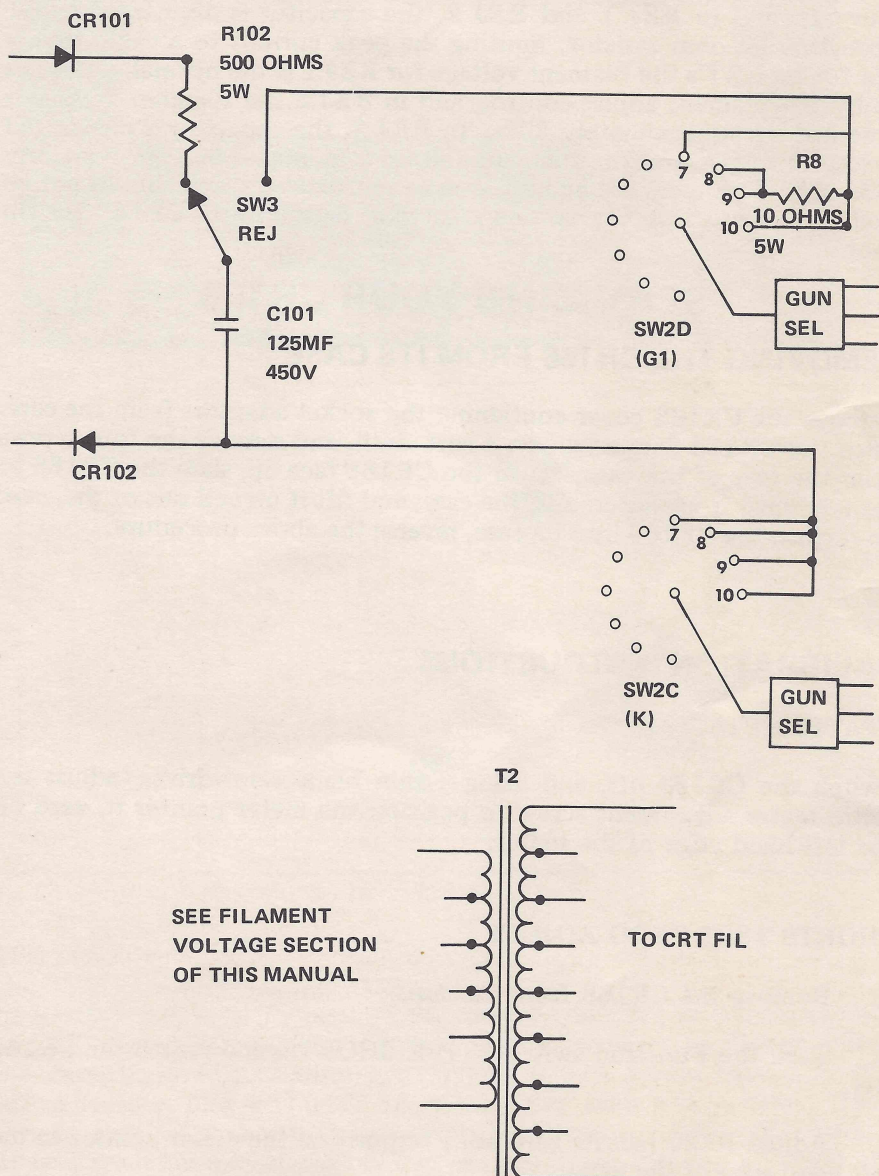 CR101
R102
500 OHMS
5W
SW3
REJ
7
8
9
10
R8
10 OHMS
5W
GUN
SEL
SW2D
(G1)
C101
125MF
450V
CR102
7
8
9
10
SW2C
(K)
GUN
SEL
T2
SEE FILAMENT
VOLTAGE SECTION
OF THIS MANUAL
TO CRT FIL